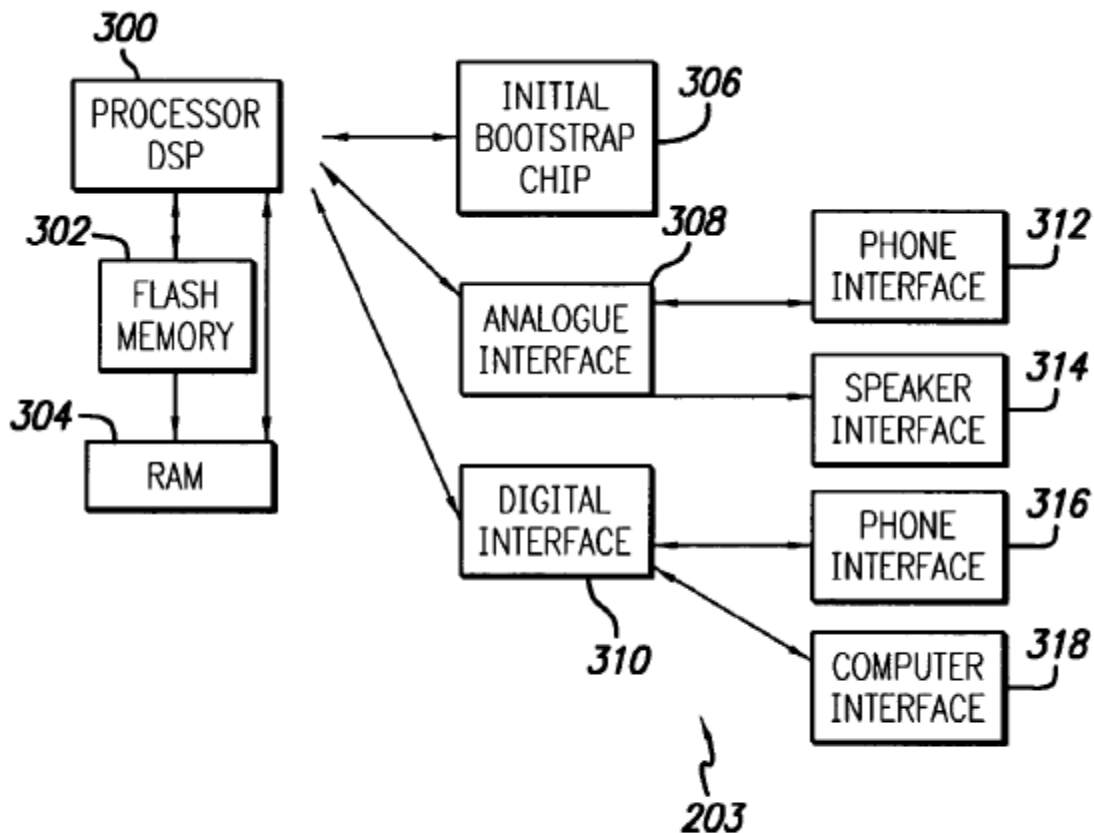 300
PROCESSOR
DSP
302
FLASH
MEMORY
304
RAM
INITIAL
BOOTSTRAP
CHIP
306
308
ANALOGUE
INTERFACE
DIGITAL
INTERFACE
310
PHONE
INTERFACE
312
SPEAKER
INTERFACE
314
PHONE
INTERFACE
316
COMPUTER
INTERFACE
318
203